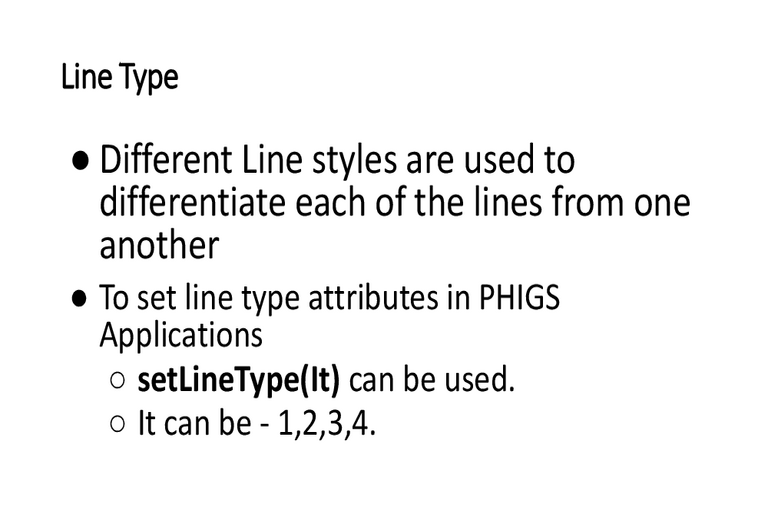 Line Type
● Different Line styles are used to
differentiate each of the lines from one
another
● To set line type attributes in PHIGS
Applications
○ setLineType(It) can be used.
○ It can be - 1,2,3,4.